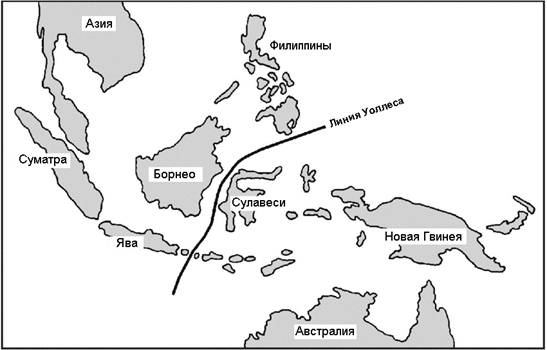 Азия
Филиппины
Линия Уоллеса
Суматра
Борнео
Сулавеси
Ява
Новая Гвинея
Австралия